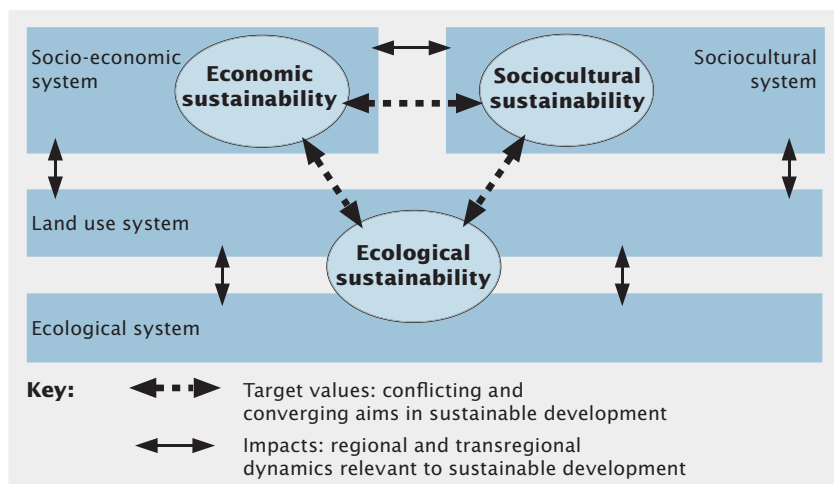 Socio-economic
system
Economic
sustainability
Sociocultural
sustainability
Sociocultural
system
Land use system
Ecological
sustainability
Ecological system
Key:
Target values: conflicting and
converging aims in sustainable development
Impacts: regional and transregional
dynamics relevant to sustainable development